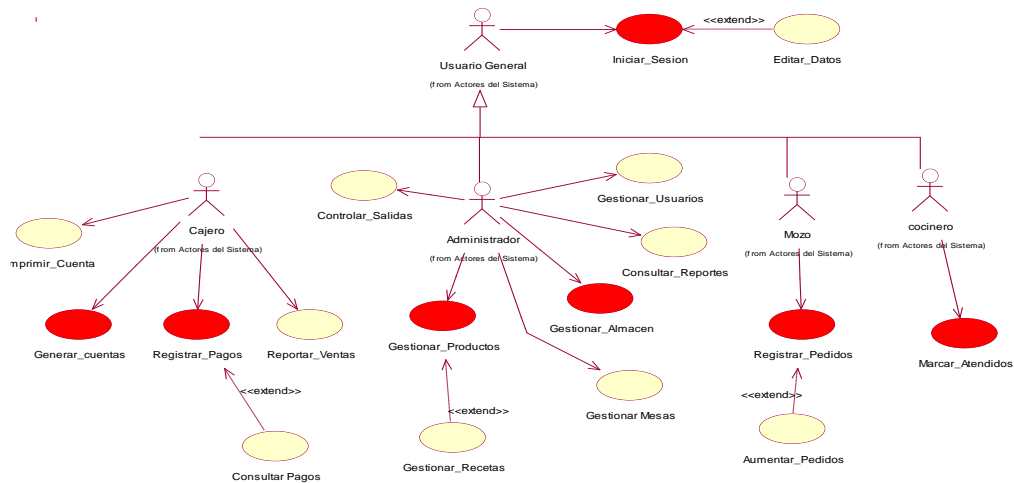 <<extend>>
Usuario General
(from Actores del Sistema)
Iniciar_Sesion
Editar_Datos
Controlar_Salidas
Gestionar_Usuarios
Cajero
(from Actores del Sistema)
Administrador
(from Actores del Sistema)
Mozo
(from Actores del Sistema)
cocinero
(from Actores del Sistema)
mprimir_Cuenta
Consultar_Reportes
Generar_cuentas
Registrar_Pagos
Reportar_Ventas
Gestionar_Productos
Gestionar_Almacen
Registrar_Pedidos
Marcar_Atendidos
<<extend>>
<<extend>>
<<extend>>
Gestionar Mesas
Consultar Pagos
Gestionar_Recetas
Aumentar_Pedidos